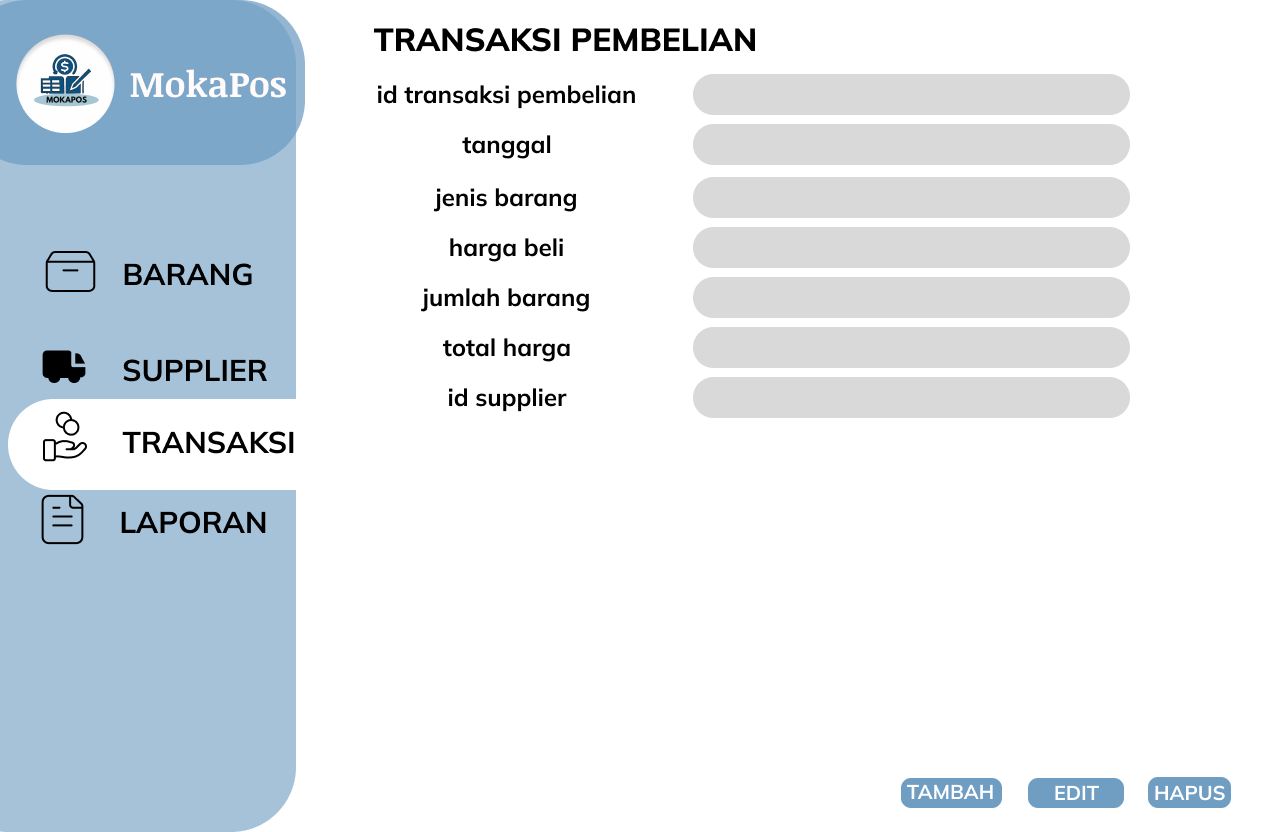 MOKAPOS
MokaPos
BARANG
SUPPLIER
TRANSAKSI
LAPORAN
TRANSAKSI PEMBELIAN
id transaksi pembelian
tanggal
jenis barang
harga beli
jumlah barang
total harga
id supplier
TAMBAH
EDIT
HAPUS